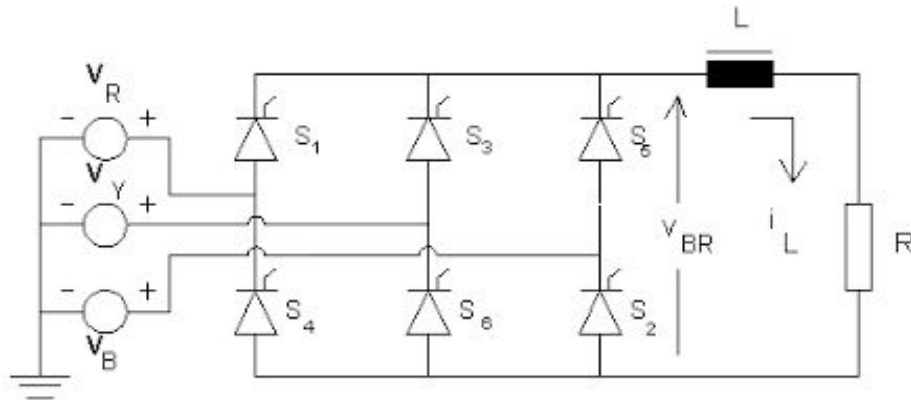 L
V_R
- +
S_1
S_3
S_5
V_Y
- +
V_BR
i_L
R
- +
S_4
S_6
S_2
V_B